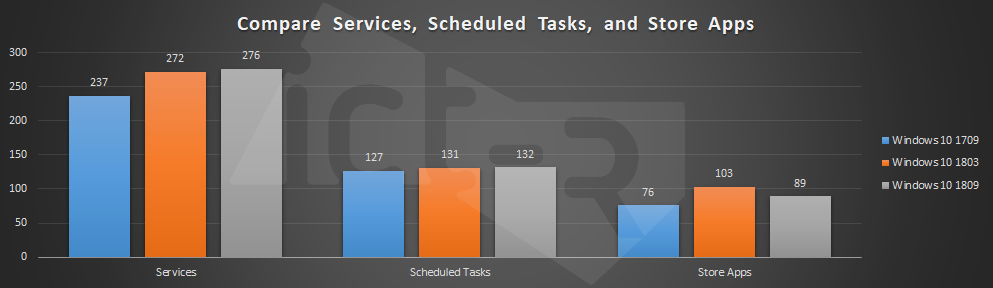 Compare Services, Scheduled Tasks, and Store Apps
300
250
200
150
100
50
0
237
272
276
127
131
132
76
103
89
Services
Scheduled Tasks
Store Apps
Windows 10 1709
Windows 10 1803
Windows 10 1809